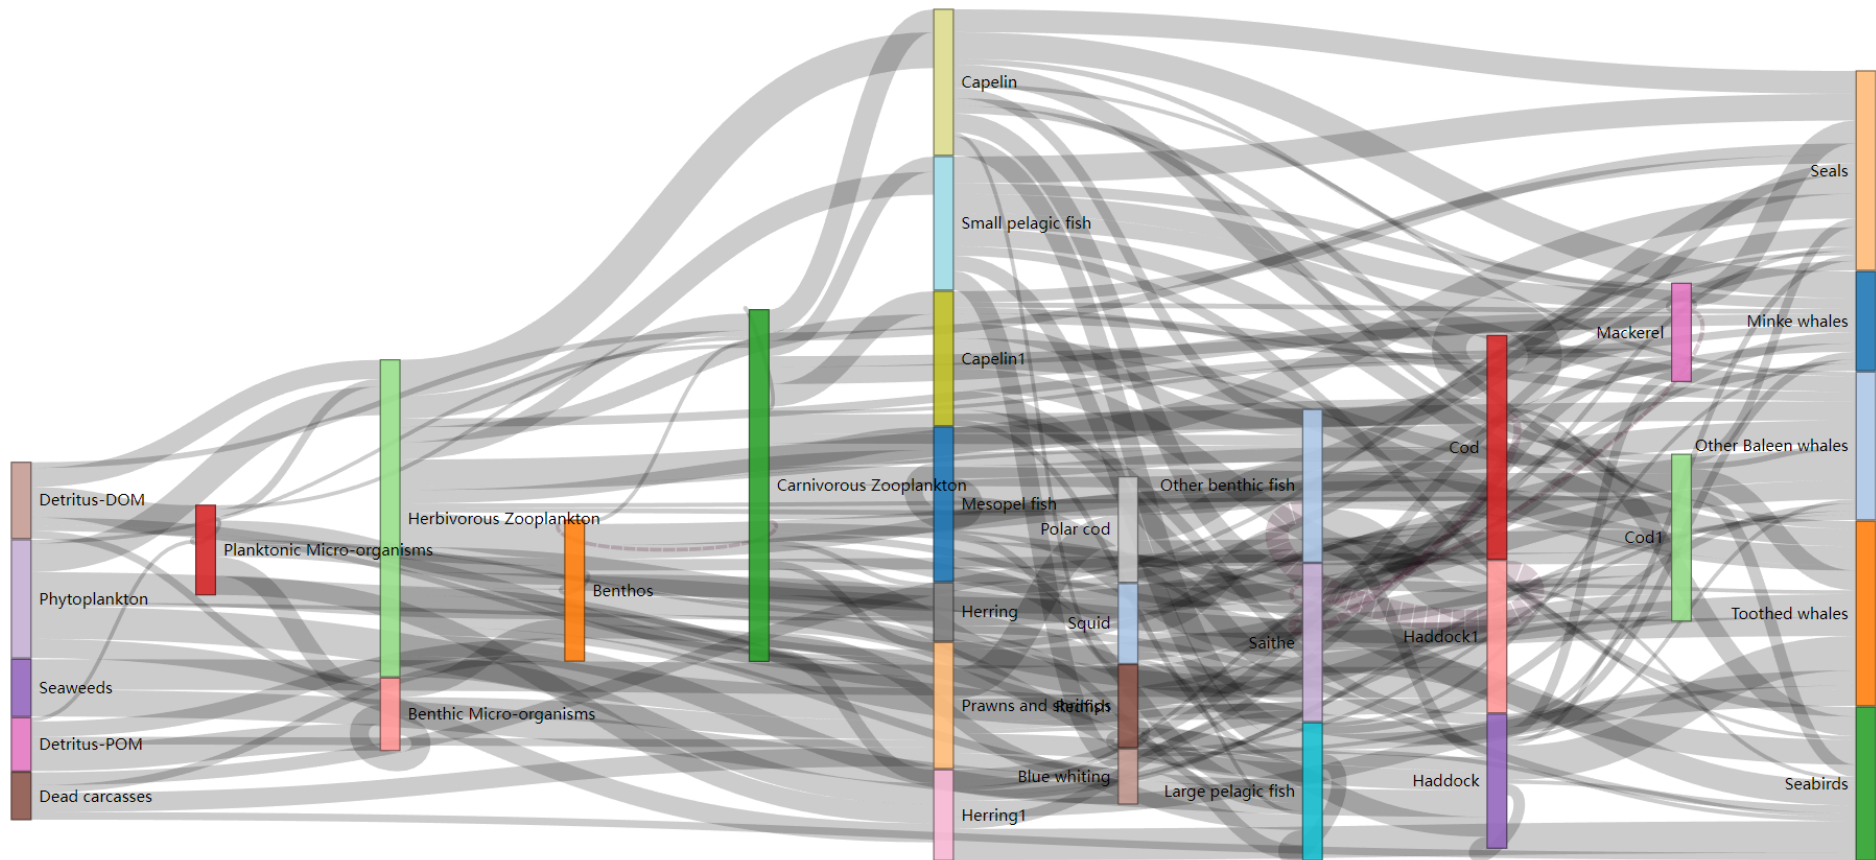 Detritus-DOM
Phytoplankton
Seaweeds
Detritus-POM
Dead carcasses
Planktonic Micro-organisms
Herbivorous Zooplankton
Benthic Micro-organisms
Benthos
Carnivorous Zooplankton
Capelin
Small pelagic fish
Capelin1
Mesopel fish
Herring
Prawns and shrimps
Herring1
Polar cod
Squid
Redfish
Blue whiting
Other benthic fish
Saithe
Large pelagic fish
Cod
Haddock1
Haddock
Mackerel
Cod1
Seals
Minke whales
Other Baleen whales
Toothed whales
Seabirds